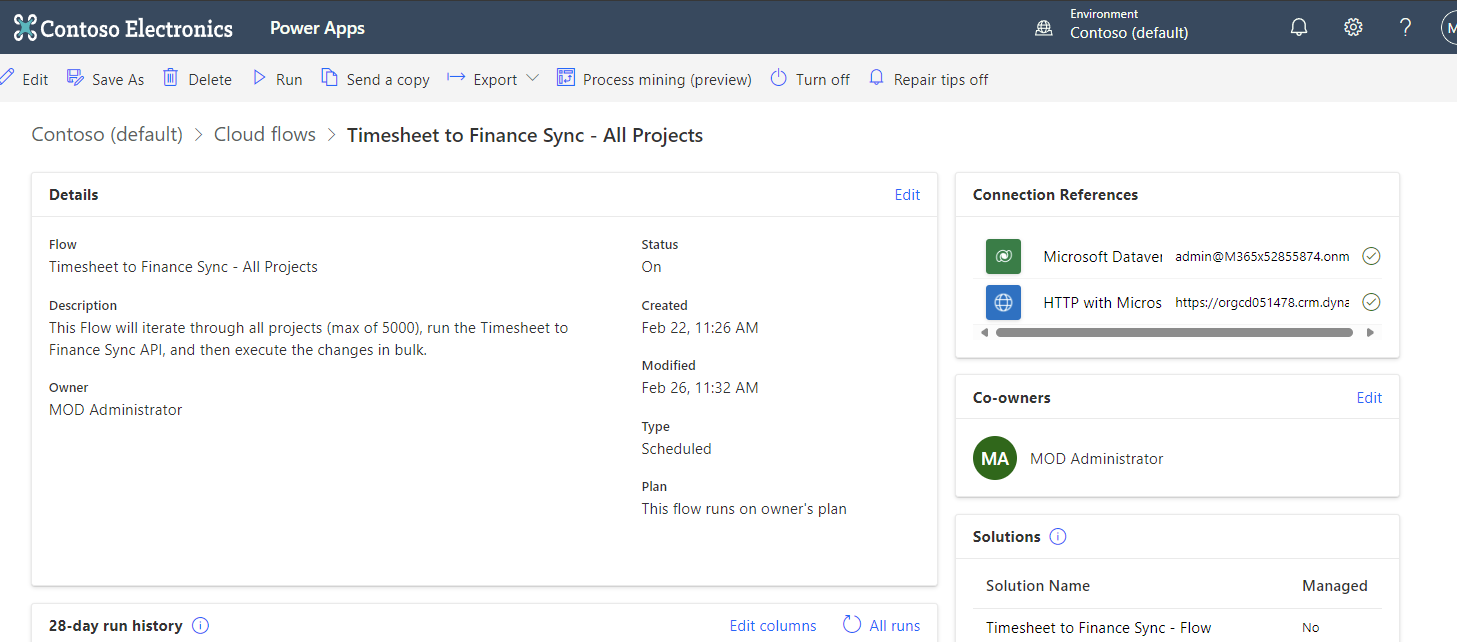 Contoso Electronics
Power Apps
Environment
Contoso (default)
?
M
Edit
Save As
Delete
Run
Send a copy
Export
Process mining (preview)
Turn off
Repair tips off
Contoso (default) > Cloud flows > Timesheet to Finance Sync - All Projects
Details
Edit
Flow
Timesheet to Finance Sync - All Projects
Description
This Flow will iterate through all projects (max of 5000), run the Timesheet to
Finance Sync API, and then execute the changes in bulk.
Owner
MOD Administrator
Status
On
Created
Feb 22, 11:26 AM
Modified
Feb 26, 11:32 AM
Type
Scheduled
Plan
This flow runs on owner's plan
28-day run history
Edit columns
All runs
Connection References
Microsoft Dataver admin@M365x52855874.onm
HTTP with Micros https://orgcd051478.crm.dyna
Co-owners
Edit
MA
MOD Administrator
Solutions
Solution Name Managed
Timesheet to Finance Sync - Flow No